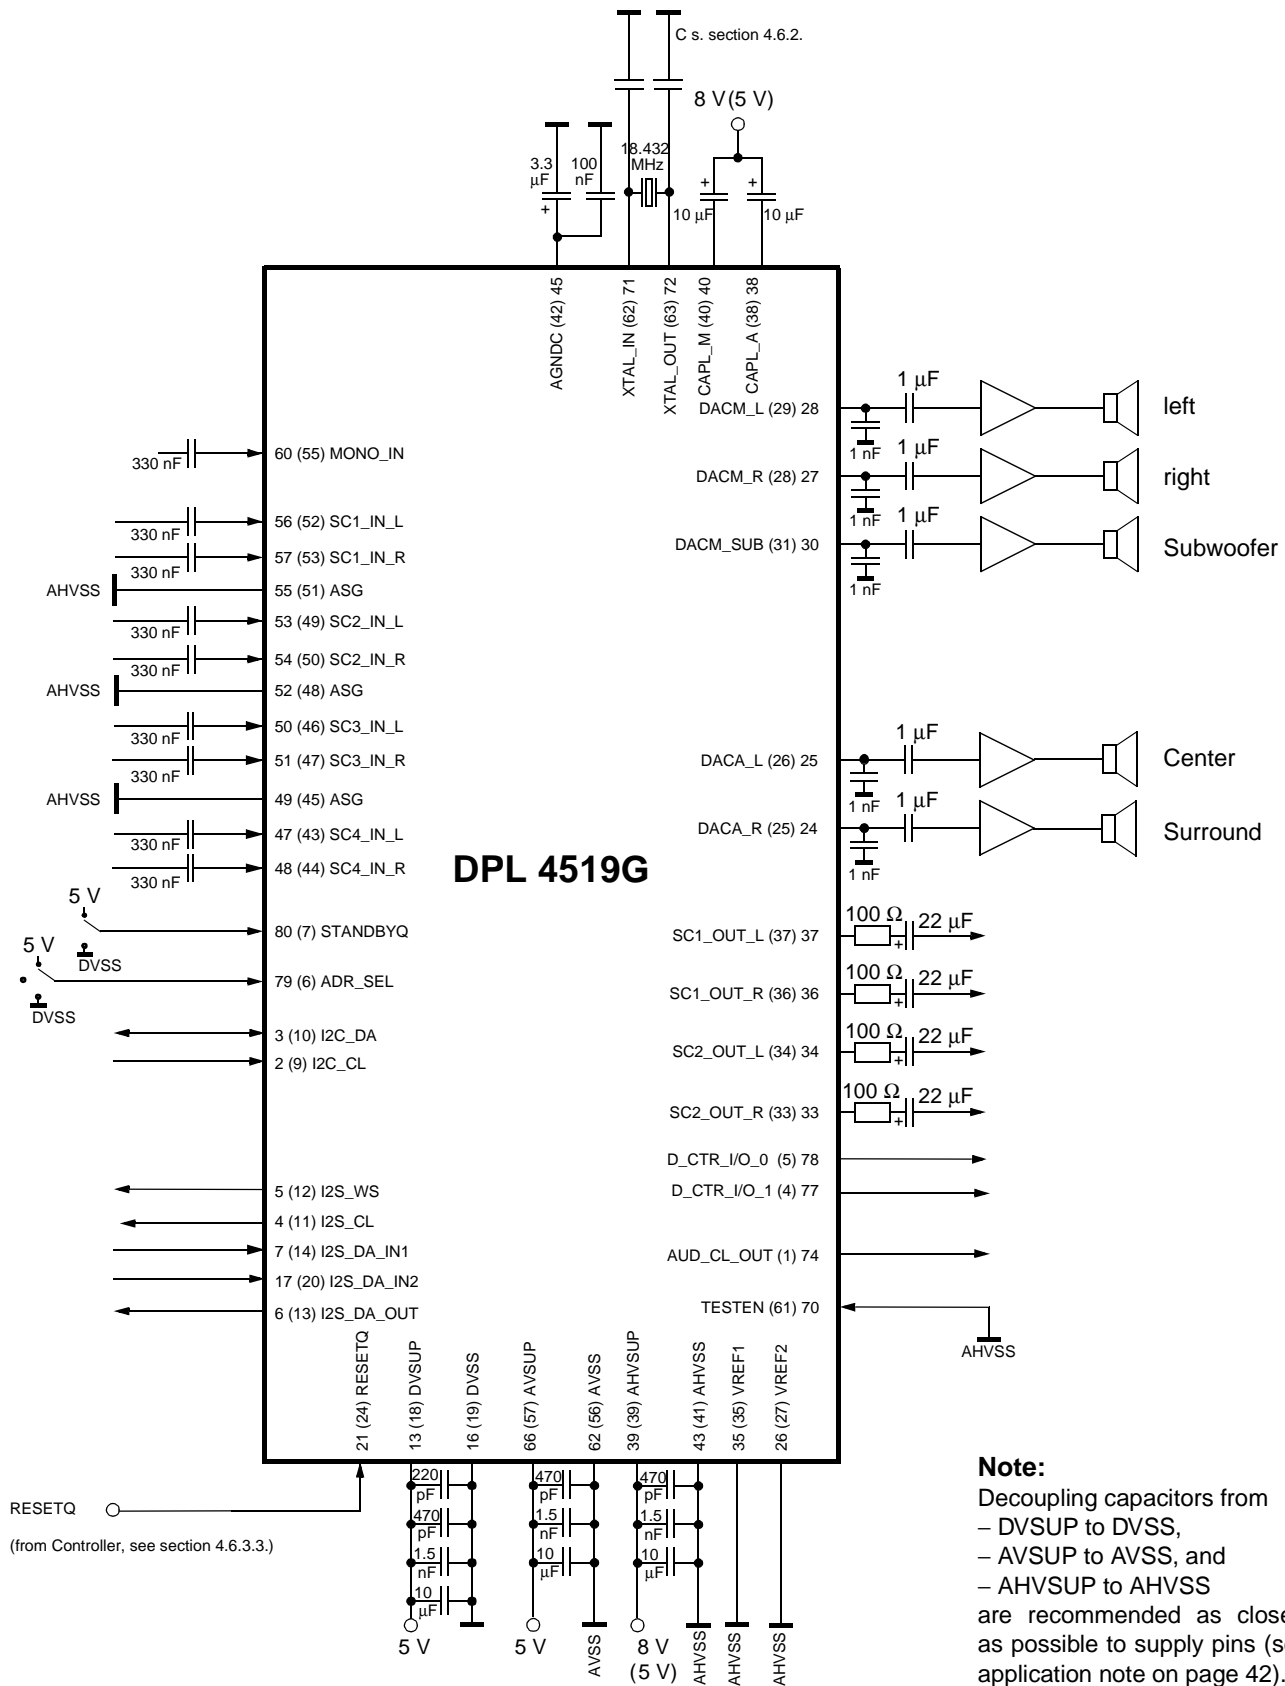 C s. section 4.6.2.
8 V (5 V)
18.432
MHz
3.3
μF
+
100
nF
+
10 μF
+
10 μF
AGNDC (42) 45
XTAL_IN (62) 71
XTAL_OUT (63) 72
CAPL_M (40) 40
CAPL_A (38) 38
DACM_L (29) 28
1 μF
1 nF
left
DACM_R (28) 27
1 μF
1 nF
right
DACM_SUB (31) 30
1 μF
1 nF
Subwoofer
DACA_L (26) 25
1 μF
1 nF
Center
DACA_R (25) 24
1 μF
1 nF
Surround
330 nF
60 (55) MONO_IN
330 nF
56 (52) SC1_IN_L
330 nF
57 (53) SC1_IN_R
AHVSS
55 (51) ASG
330 nF
53 (49) SC2_IN_L
330 nF
54 (50) SC2_IN_R
AHVSS
52 (48) ASG
330 nF
50 (46) SC3_IN_L
330 nF
51 (47) SC3_IN_R
AHVSS
49 (45) ASG
330 nF
47 (43) SC4_IN_L
330 nF
48 (44) SC4_IN_R
DPL 4519G
5 V
DVSS
80 (7) STANDBYQ
5 V
DVSS
79 (6) ADR_SEL
3 (10) I2C_DA
2 (9) I2C_CL
5 (12) I2S_WS
4 (11) I2S_CL
7 (14) I2S_DA_IN1
17 (20) I2S_DA_IN2
6 (13) I2S_DA_OUT
SC1_OUT_L (37) 37
100 Ω
+
22 μF
SC1_OUT_R (36) 36
100 Ω
+
22 μF
SC2_OUT_L (34) 34
100 Ω
+
22 μF
SC2_OUT_R (33) 33
100 Ω
+
22 μF
D_CTR_I/O_0 (5) 78
D_CTR_I/O_1 (4) 77
AUD_CL_OUT (1) 74
TESTEN (61) 70
AHVSS
21 (24) RESETQ
13 (18) DVSUP
16 (19) DVSS
66 (57) AVSUP
62 (56) AVSS
39 (39) AHVSUP
43 (41) AHVSS
35 (35) VREF1
26 (27) VREF2
RESETQ
(from Controller, see section 4.6.3.3.)
220
pF
470
pF
1.5
nF
10
μF
5 V
470
pF
1.5
nF
10
μF
5 V
AVSS
470
pF
1.5
nF
10
μF
8 V
(5 V)
AHVSS
AHVSS
AHVSS
Note:
Decoupling capacitors from
– DVSUP to DVSS,
– AVSUP to AVSS, and
– AHVSUP to AHVSS
are recommended as close
as possible to supply pins (se
application note on page 42).